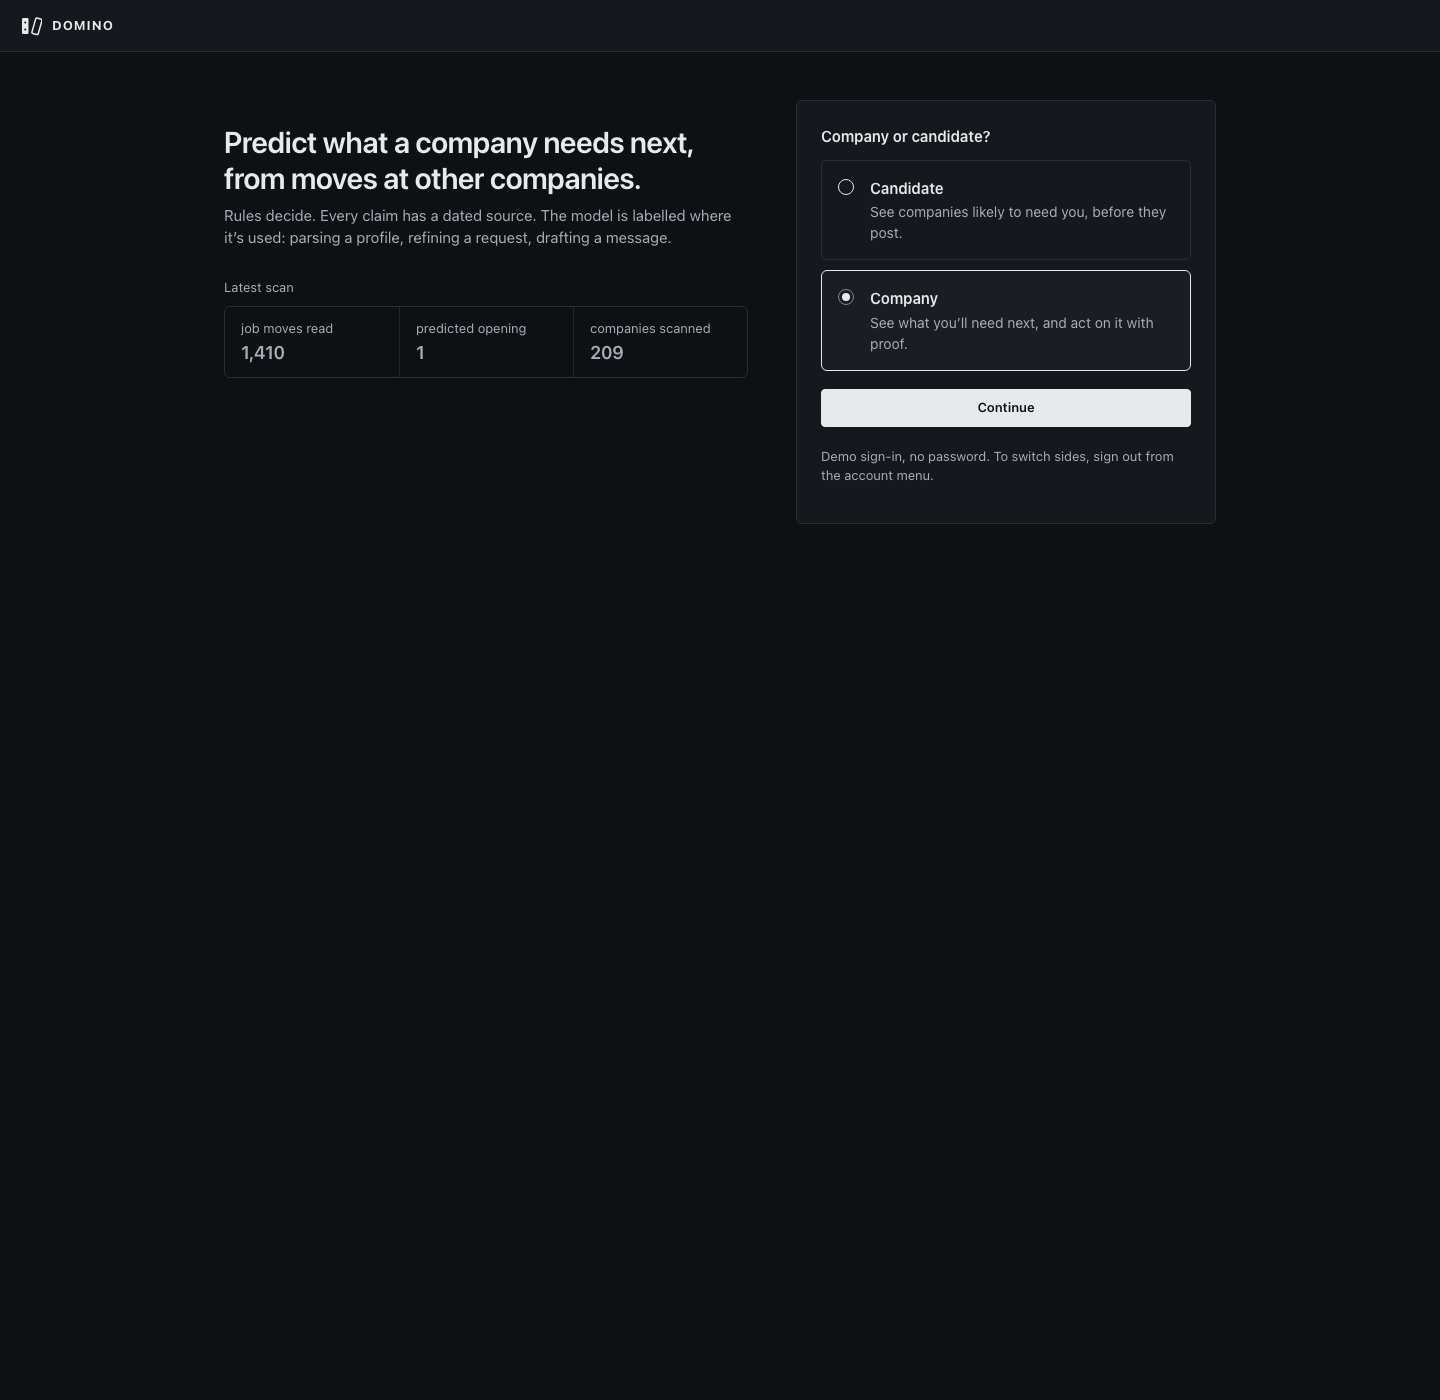 DOMINO
Predict what a company needs next,
from moves at other companies.
Rules decide. Every claim has a dated source. The model is labelled where
it’s used: parsing a profile, refining a request, drafting a message.
Latest scan
job moves read
1,410
predicted opening
1
companies scanned
209
Company or candidate?
Candidate
See companies likely to need you, before they
post.
Company
See what you’ll need next, and act on it with
proof.
Continue
Demo sign-in, no password. To switch sides, sign out from
the account menu.